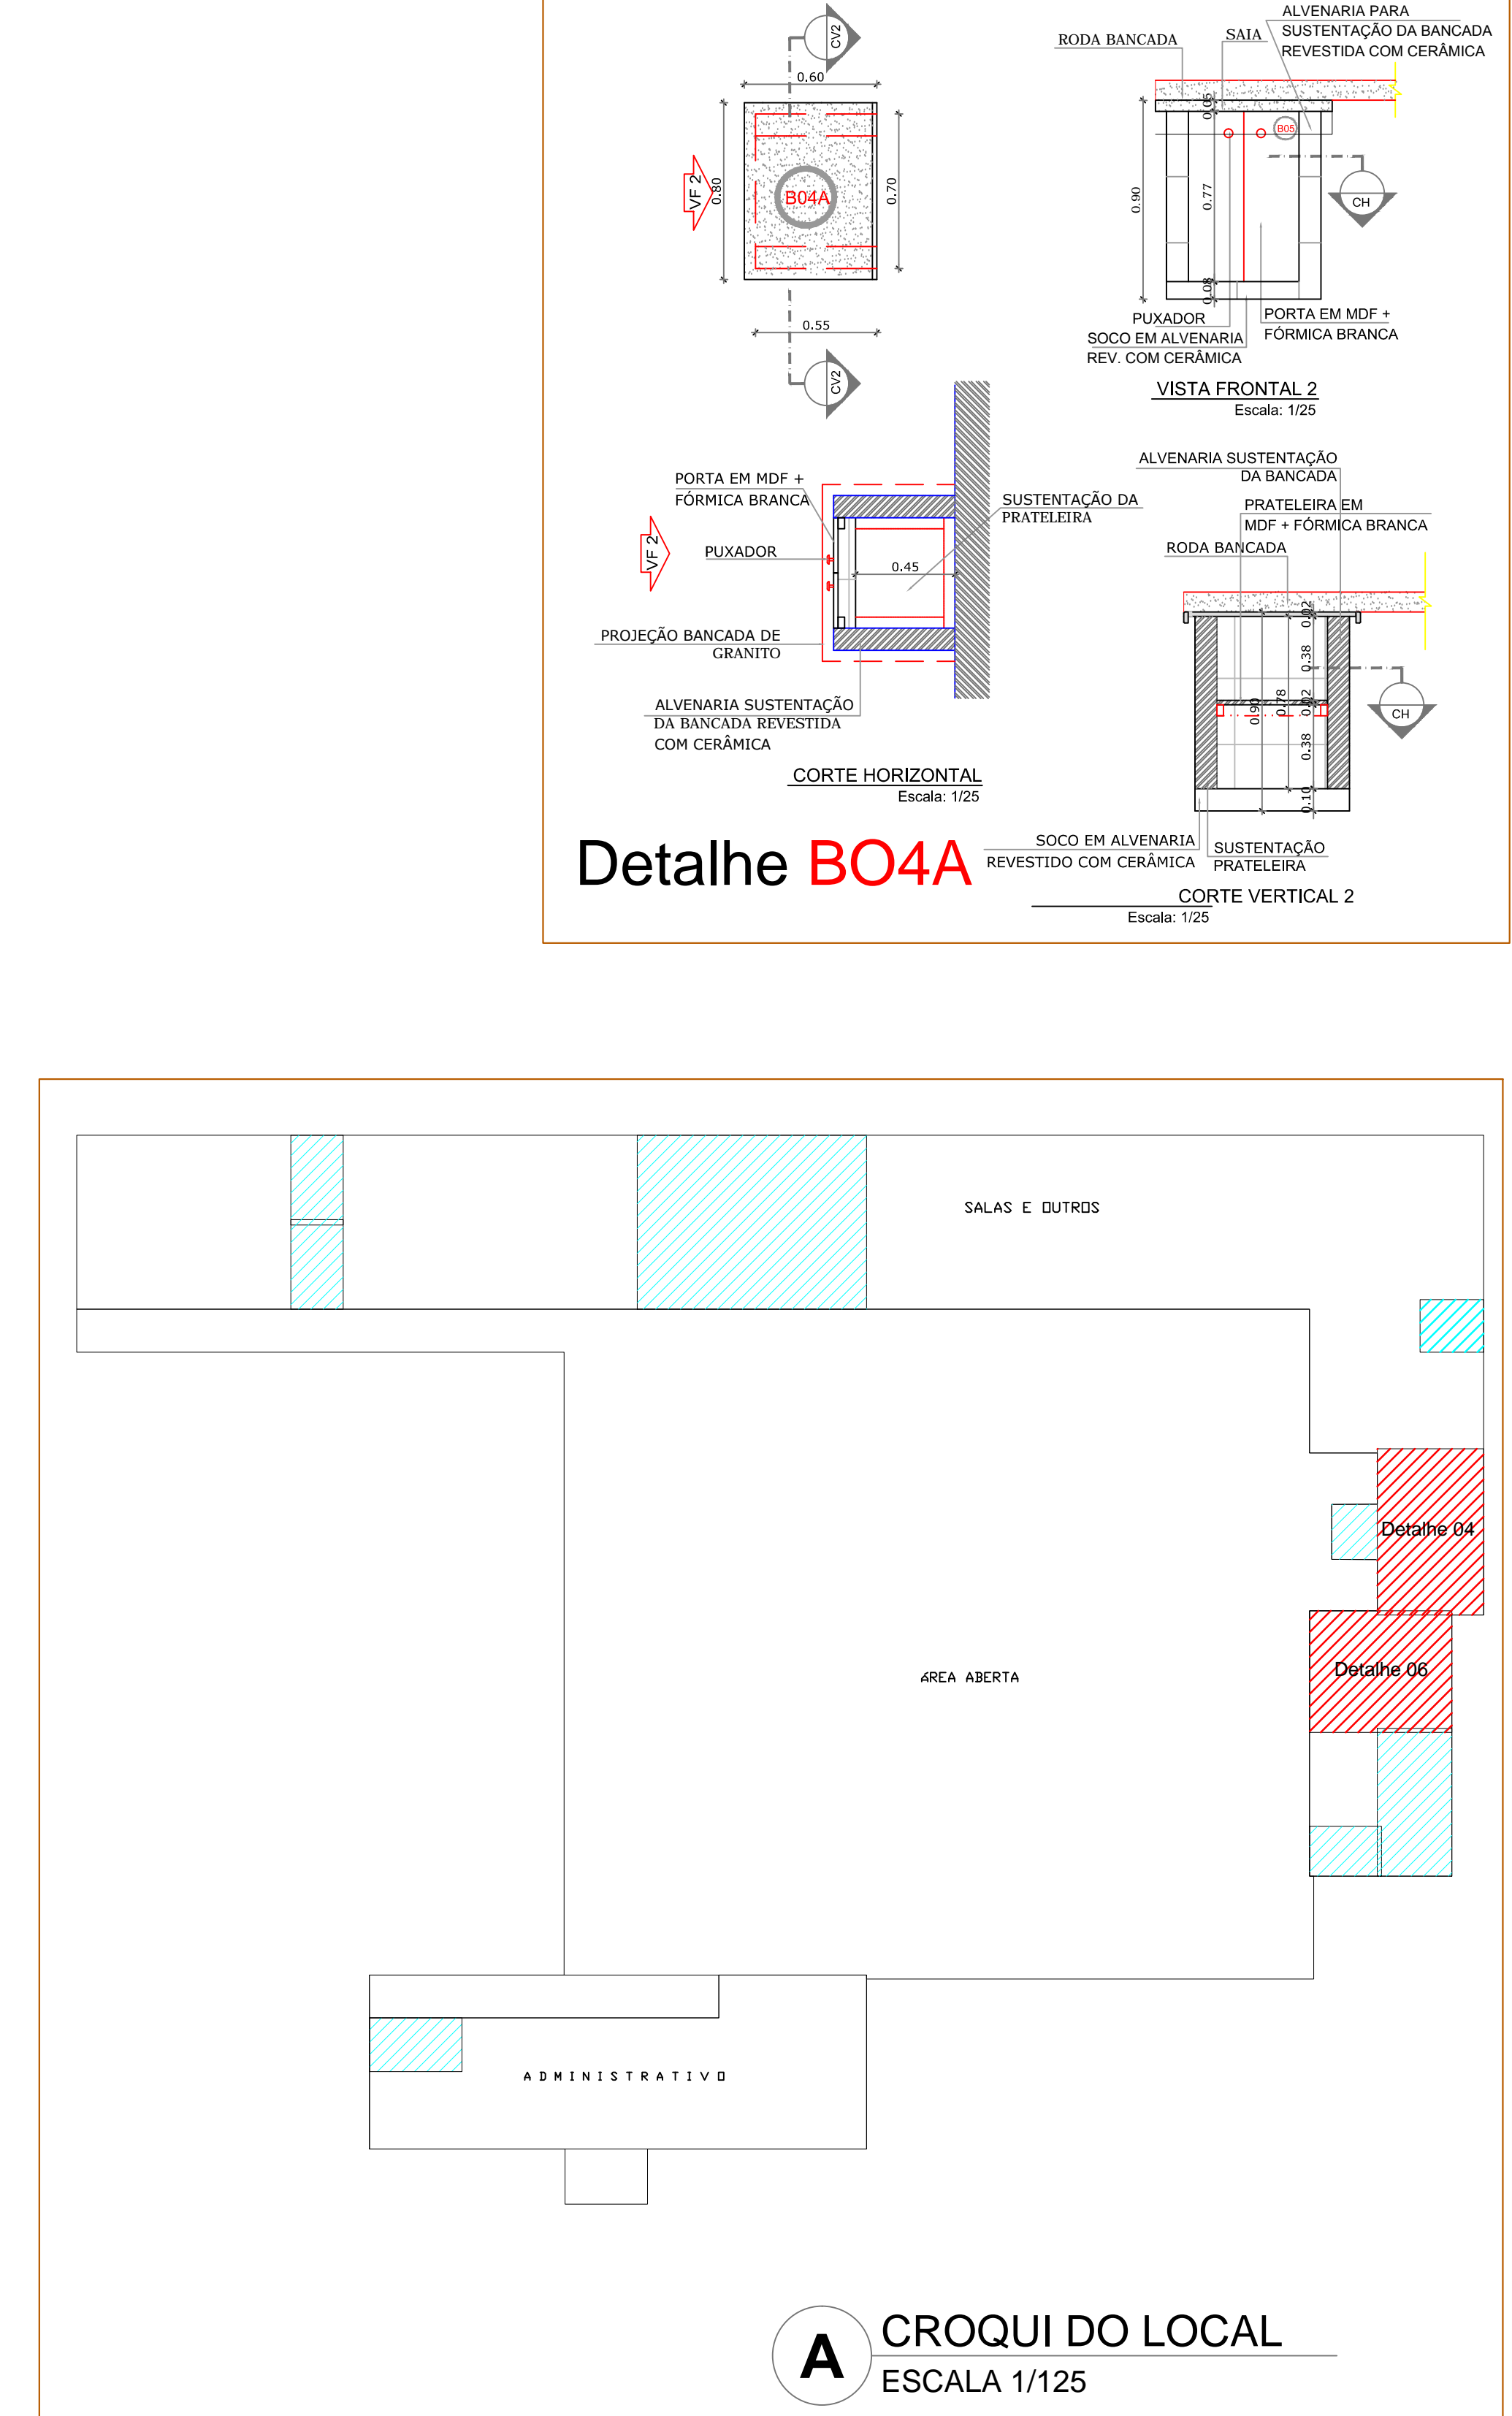 CV2
0.60
0.80
0.70
VF 2
B04A
0.55
CV2
ALVENARIA PARA
SUSTENTAÇÃO DA BANCADA
REVESTIDA COM CERÂMICA
RODA BANCADA
SAIA
0.05
B05
0.90
0.77
CH
0.08
PUXADOR
SOCO EM ALVENARIA
REV. COM CERÂMICA
PORTA EM MDF +
FÓRMICA BRANCA
VISTA FRONTAL 2
Escala: 1/25
PORTA EM MDF +
FÓRMICA BRANCA
SUSTENTAÇÃO DA
PRATELEIRA
VF 2
PUXADOR
0.45
PROJEÇÃO BANCADA DE
GRANITO
ALVENARIA SUSTENTAÇÃO
DA BANCADA REVESTIDA
COM CERÂMICA
CORTE HORIZONTAL
Escala: 1/25
ALVENARIA SUSTENTAÇÃO
DA BANCADA
PRATELEIRA EM
MDF + FÓRMICA BRANCA
RODA BANCADA
0.02
0.38
0.90
0.78
0.02
0.38
0.10
CH
SOCO EM ALVENARIA
REVESTIDO COM CERÂMICA
SUSTENTAÇÃO
PRATELEIRA
CORTE VERTICAL 2
Escala: 1/25
Detalhe BO4A
SALAS E OUTROS
Detalhe 04
Detalhe 06
ÁREA ABERTA
ADMINISTRATIVO
A
CROQUI DO LOCAL
ESCALA 1/125